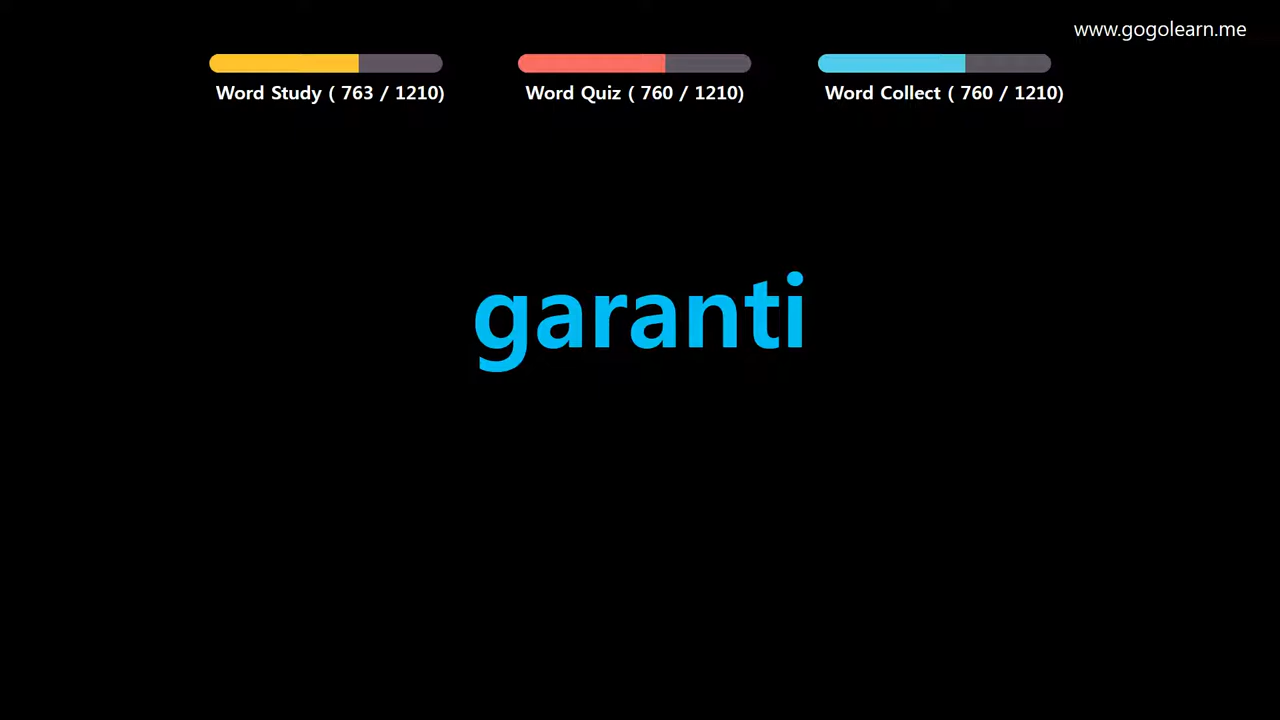 www.gogolearn.me
Word Study ( 763 / 1210)
Word Quiz ( 760 / 1210)
Word Collect ( 760 / 1210)
garanti